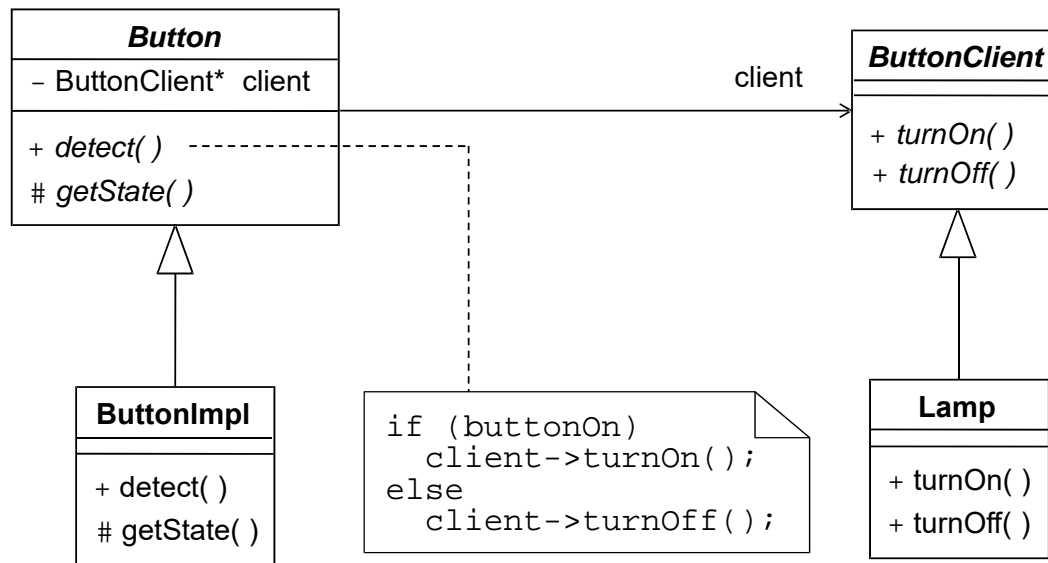 Button
– ButtonClient* client
+ detect( )
# getState( )
client
ButtonClient
+ turnOn( )
+ turnOff( )
ButtonImpl
+ detect( )
# getState( )
if (buttonOn)
client->turnOn();
else
client->turnOff();
Lamp
+ turnOn( )
+ turnOff( )